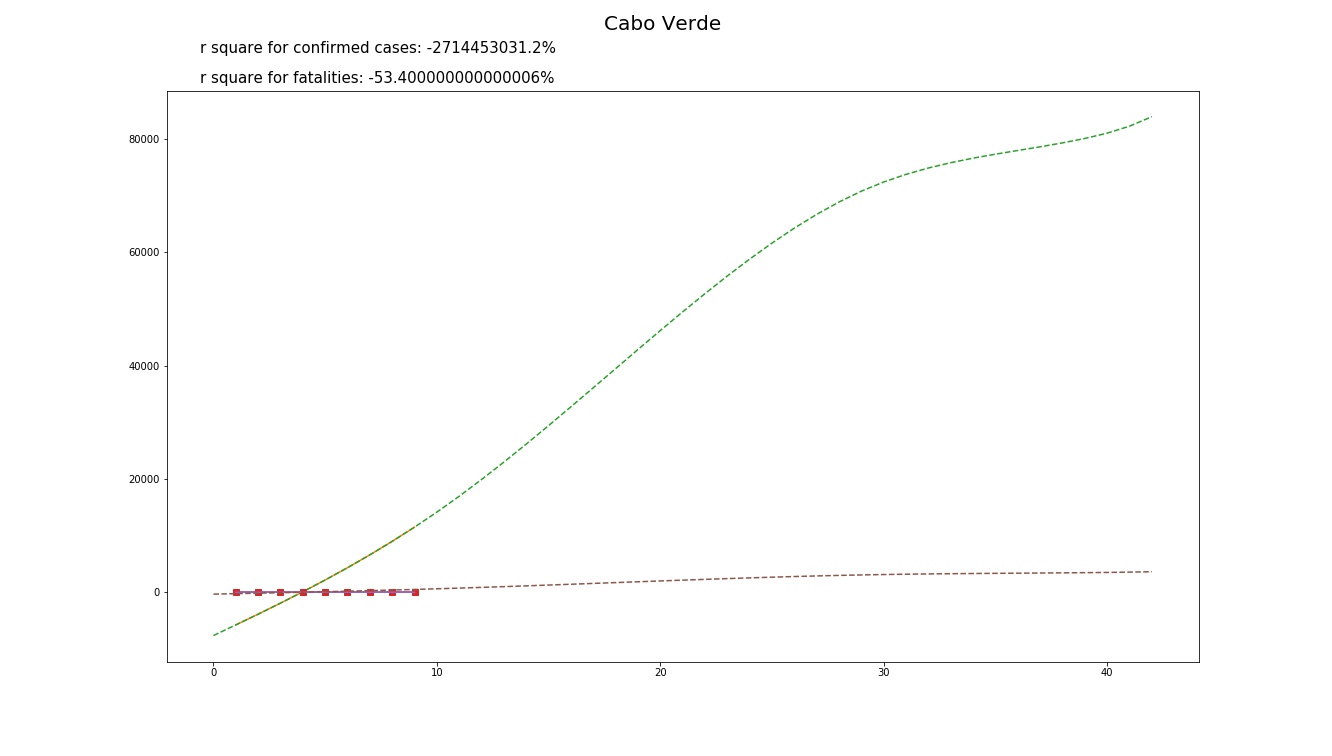 Cabo Verde
r square for confirmed cases: -2714453031.2%
r square for fatalities: -53.400000000000006%
80000
60000
40000
20000
0
0 10 20 30 40